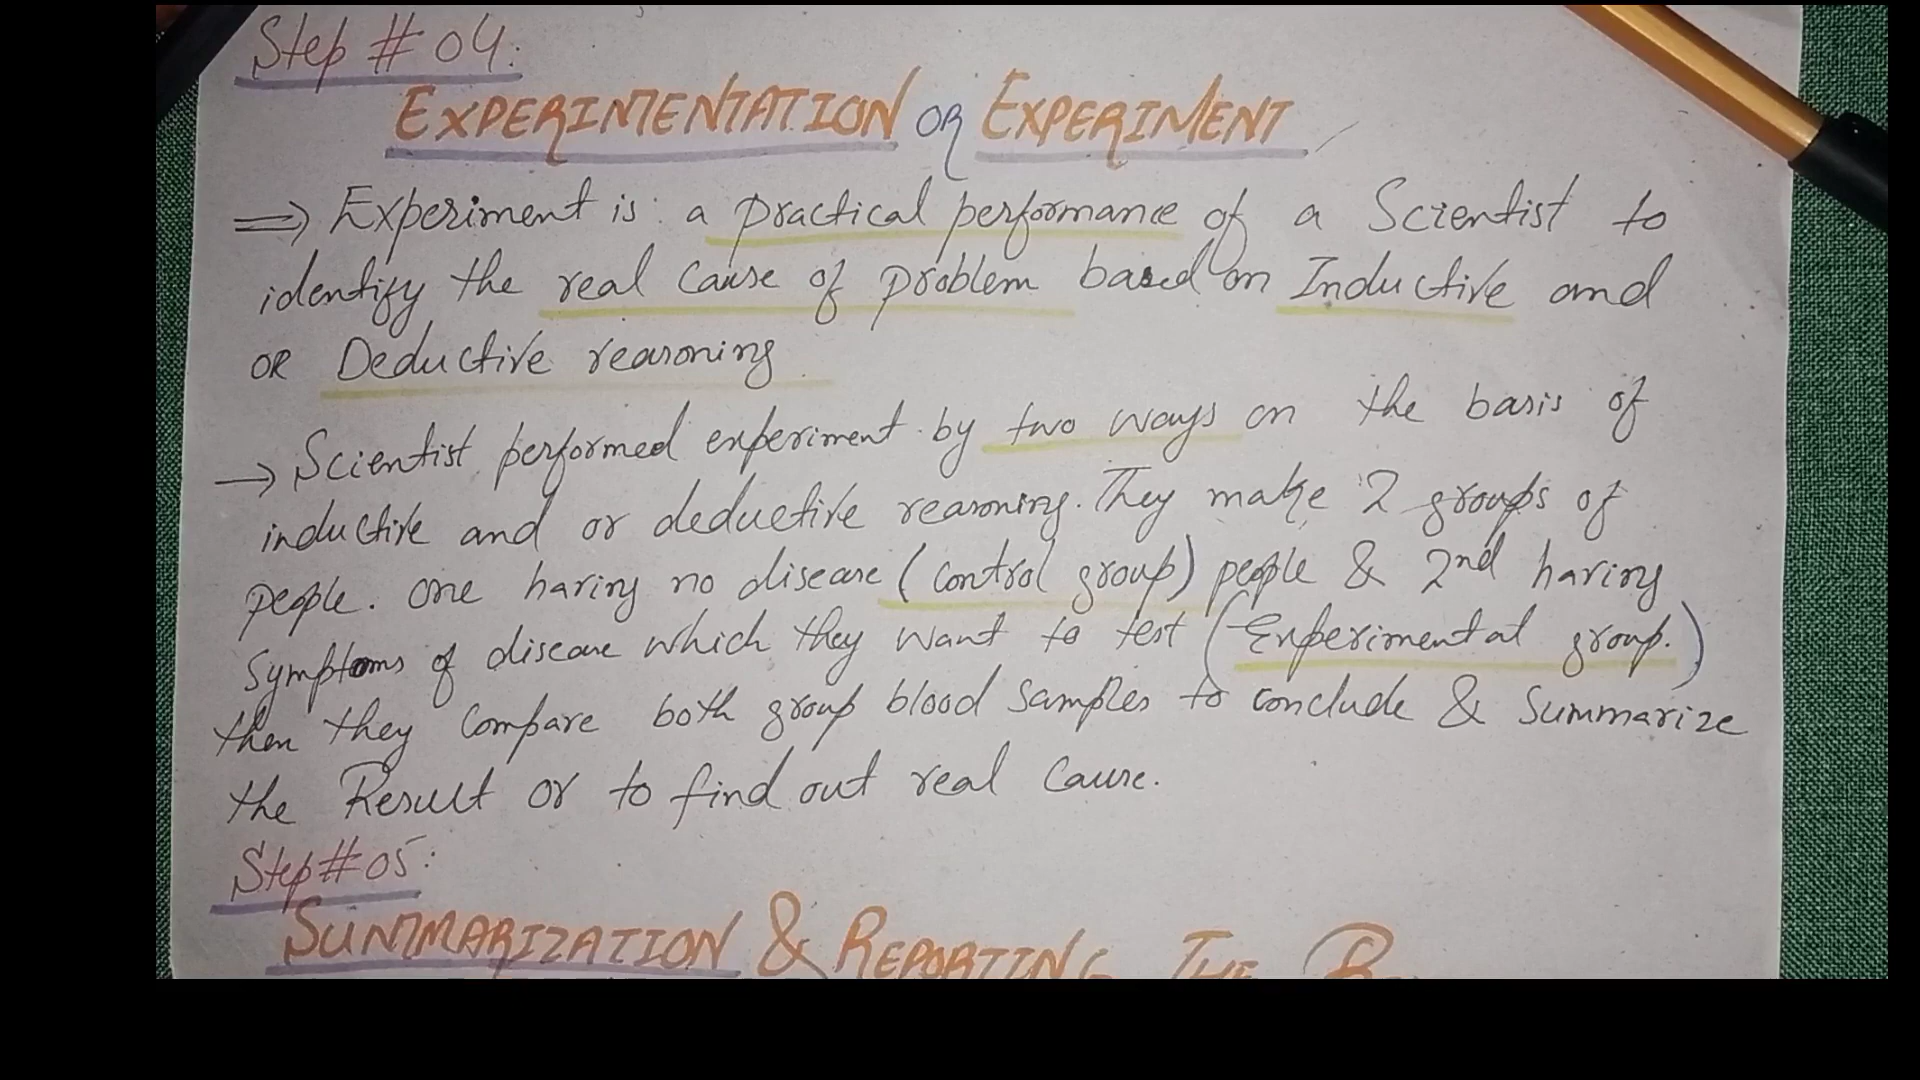 Step # 04:
EXPERIMENTATION OR EXPERIMENT
⇒ Experiment is a practical performance of a Scientist to
identify the real cause of problem based on Inductive and
OR Deductive reasoning
→ Scientist performed experiment by two ways on the basis of
inductive and or deductive reasoning. They make 2 groups of
people. one having no disease (control group) people & 2nd having
symptoms of disease which they want to test (Experimental group.)
then they compare both group blood samples to conclude & summarize
the Result or to find out real cause.
Step # 05:
SUMMARIZATION & REPORTING THE